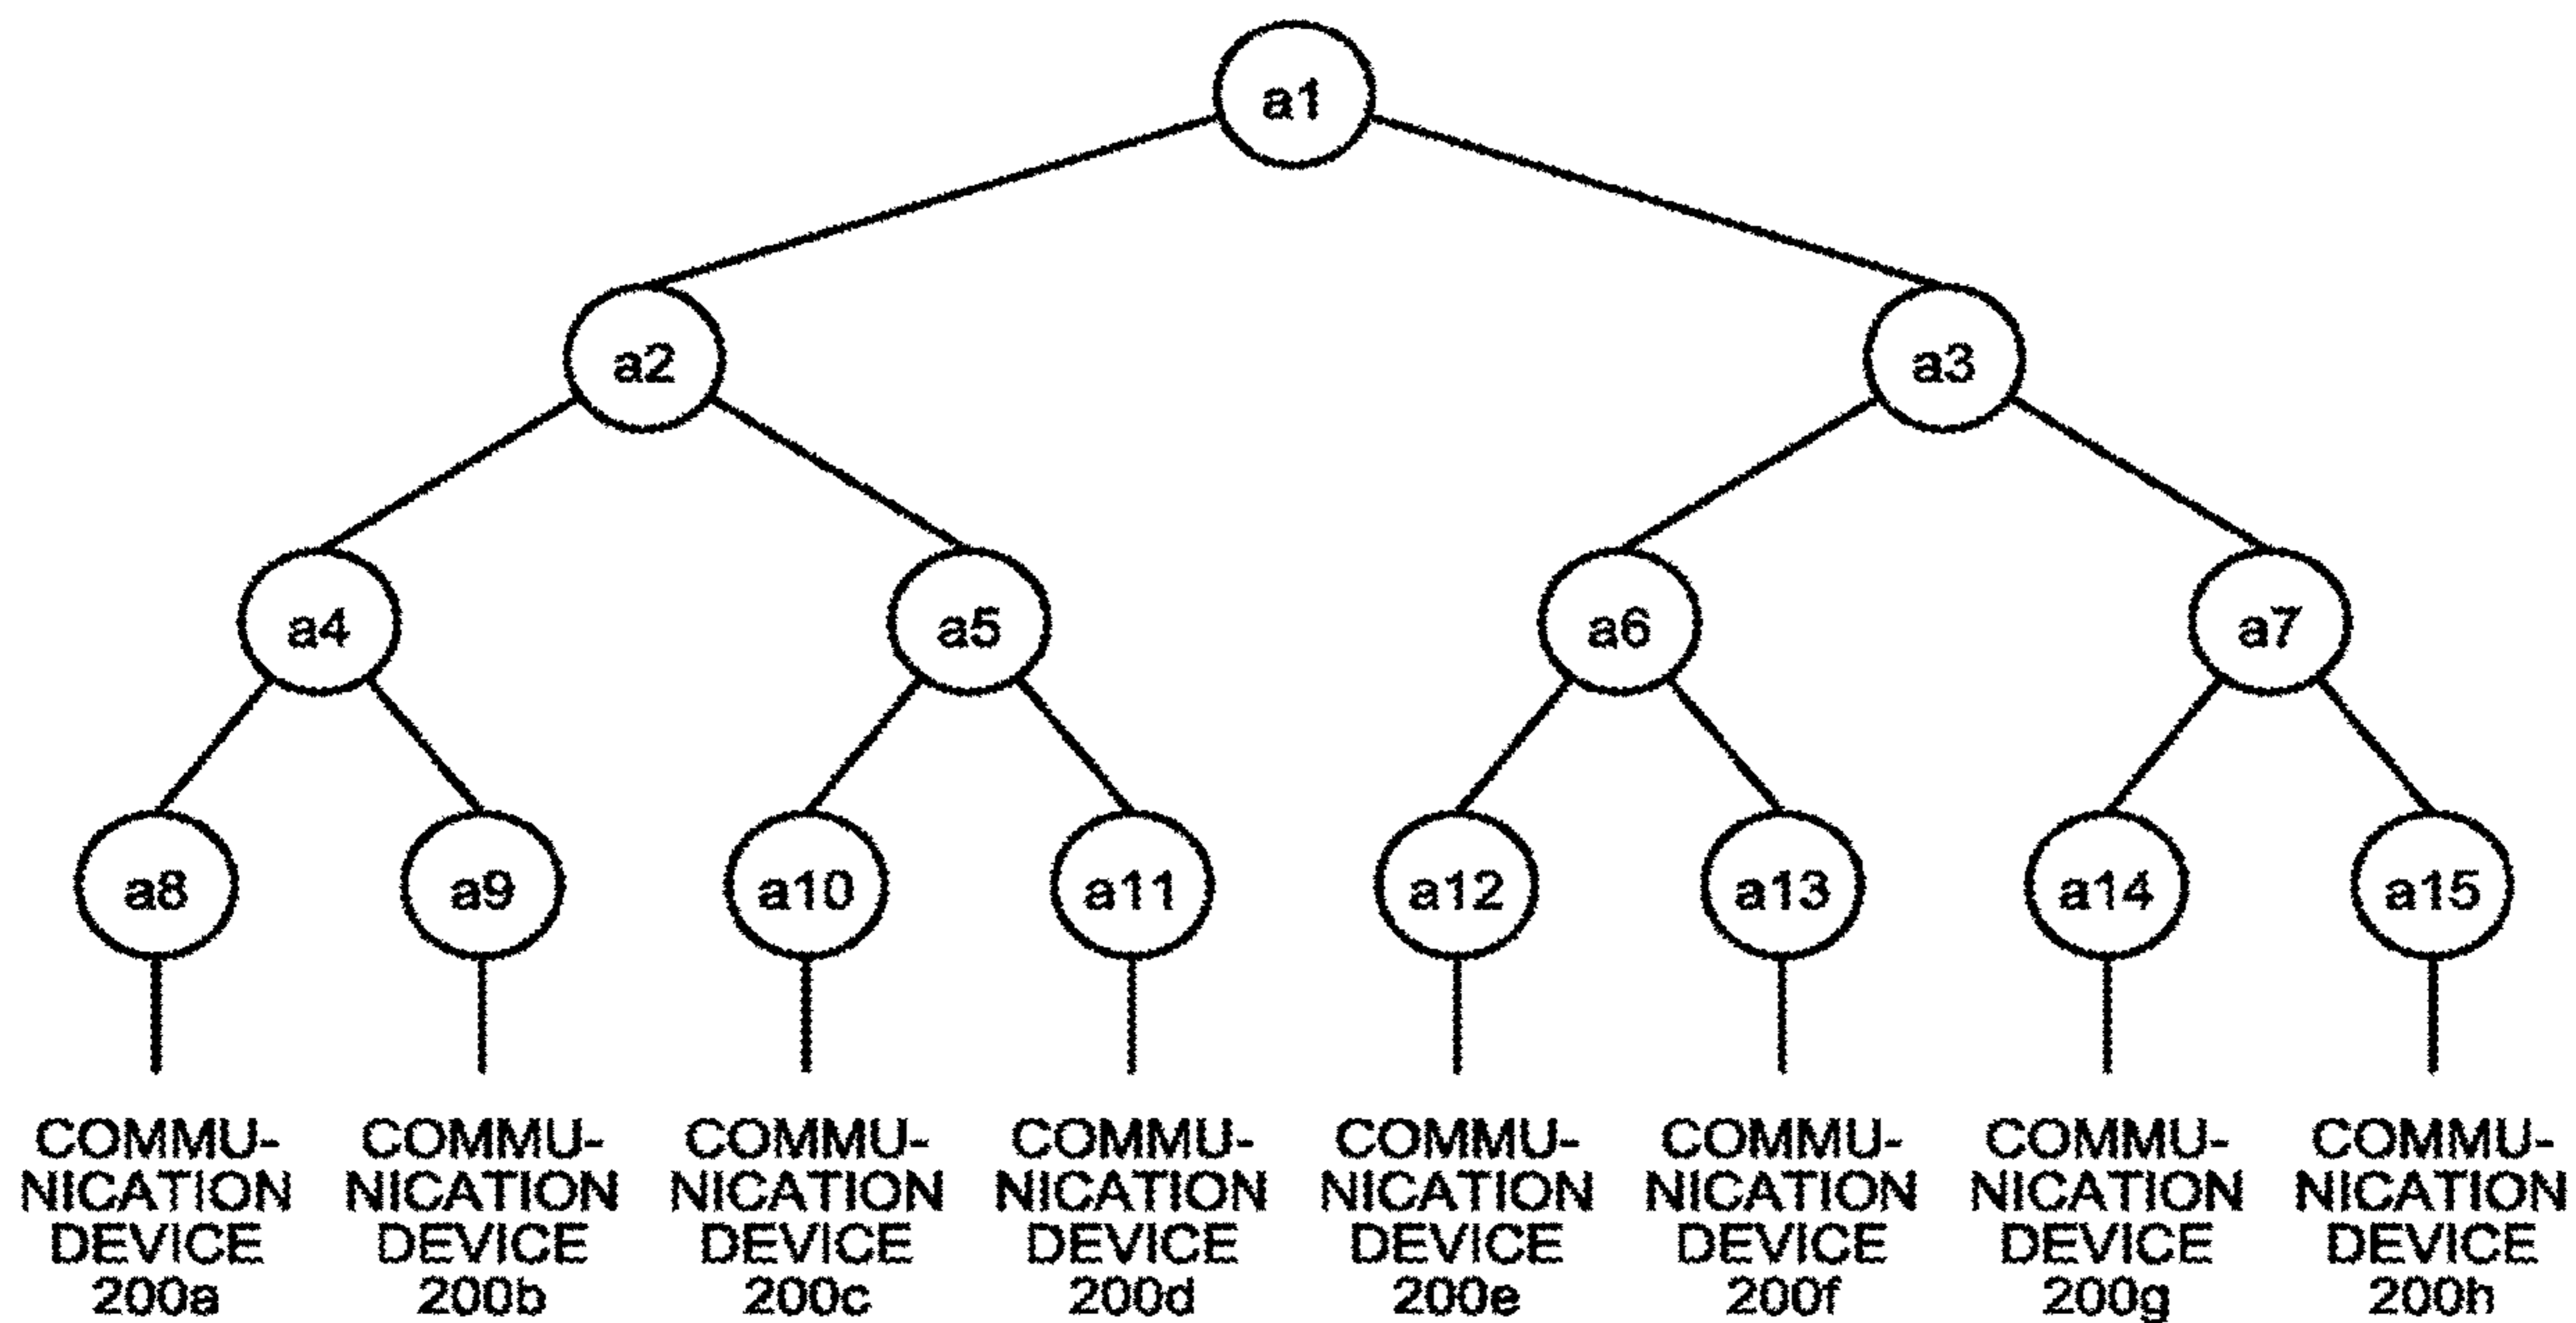 a1
a2
a3
a4
a5
a6
a7
a8
a9
a10
a11
a12
a13
a14
a15
COMMU-
NICATION
DEVICE
200a
COMMU-
NICATION
DEVICE
200b
COMMU-
NICATION
DEVICE
200c
COMMU-
NICATION
DEVICE
200d
COMMU-
NICATION
DEVICE
200e
COMMU-
NICATION
DEVICE
200f
COMMU-
NICATION
DEVICE
200g
COMMU-
NICATION
DEVICE
200h